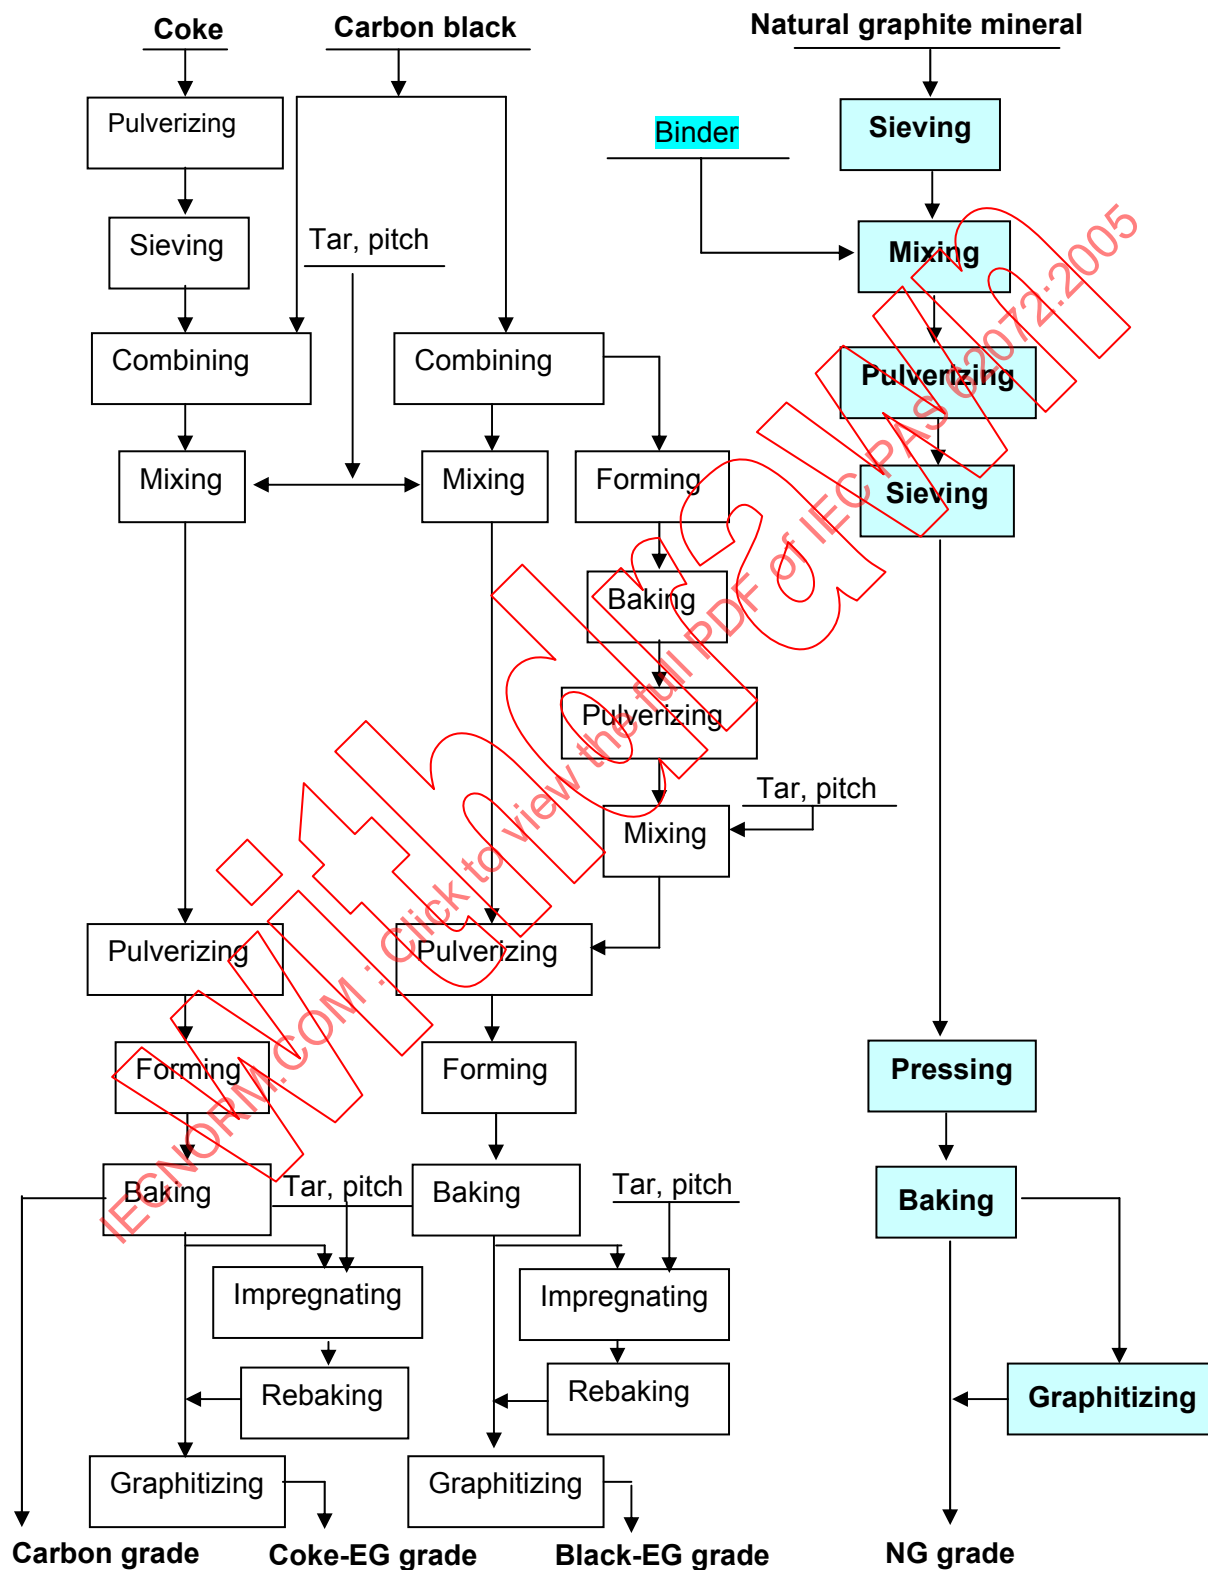 Coke
Carbon black
Natural graphite mineral
Pulverizing
Binder
Sieving
Sieving
Tar, pitch
Mixing
Combining
Combining
Pulverizing
Mixing
Mixing
Forming
Sieving
Baking
Pulverizing
Tar, pitch
Mixing
Pulverizing
Pulverizing
Forming
Forming
Pressing
Baking
Tar, pitch
Baking
Tar, pitch
Baking
Impregnating
Impregnating
Rebaking
Rebaking
Graphitizing
Graphitizing
Graphitizing
Carbon grade
Coke-EG grade
Black-EG grade
NG grade
Withdrawn
IECNORM.COM : Click to view the full PDF of IEC PAS 62072:2005